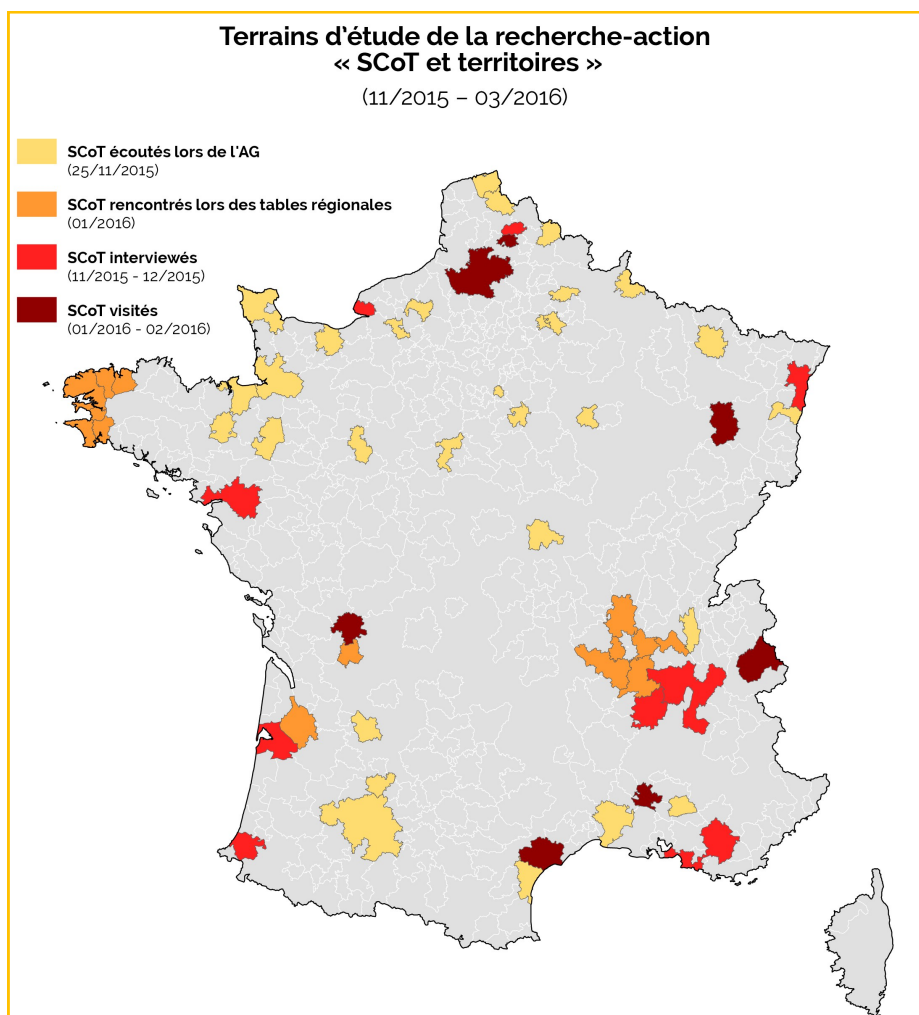 Terrains d'étude de la recherche-action
« SCoT et territoires »
(11/2015 – 03/2016)
SCoT écoutés lors de l'AG
(25/11/2015)
SCoT rencontrés lors des tables régionales
(01/2016)
SCoT interviewés
(11/2015 - 12/2015)
SCoT visités
(01/2016 - 02/2016)